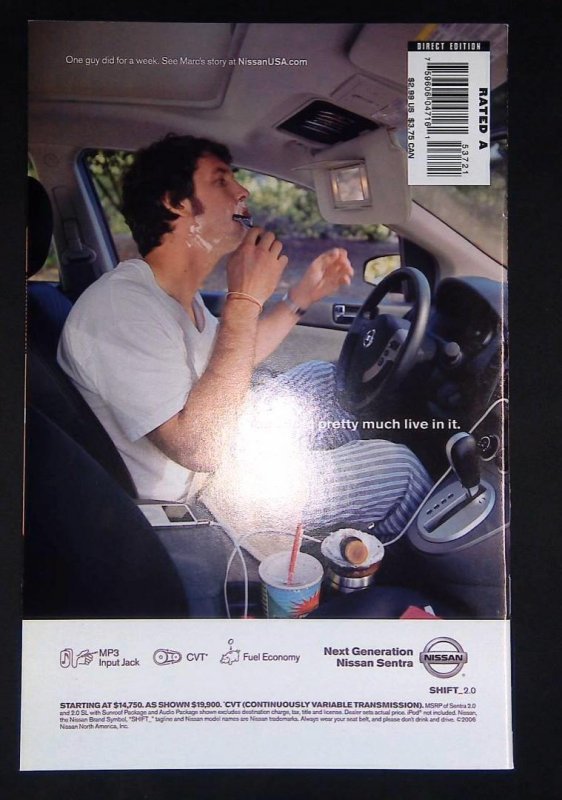 One guy did for a week. See Marc's story at NissanUSA.com
DIRECT EDITION
RATED A
$2.99 US $3.75 CAN
7 59606 04716 1
53721
pretty much live in it.
MP3
Input Jack
CVT*
Fuel Economy
Next Generation
Nissan Sentra
NISSAN
SHIFT_2.0
STARTING AT $14,750. AS SHOWN $19,900. *CVT (CONTINUOUSLY VARIABLE TRANSMISSION). MSRP of Sentra 2.0
and 2.0 SL with Sunroof Package and Audio Package shown excludes destination charge, tax, title and license. Dealer sets actual price. iPod® not included. Nissan,
the Nissan Brand Symbol, "SHIFT_" tagline and Nissan model names are Nissan trademarks. Always wear your seat belt, and please don't drink and drive. ©2006
Nissan North America, Inc.